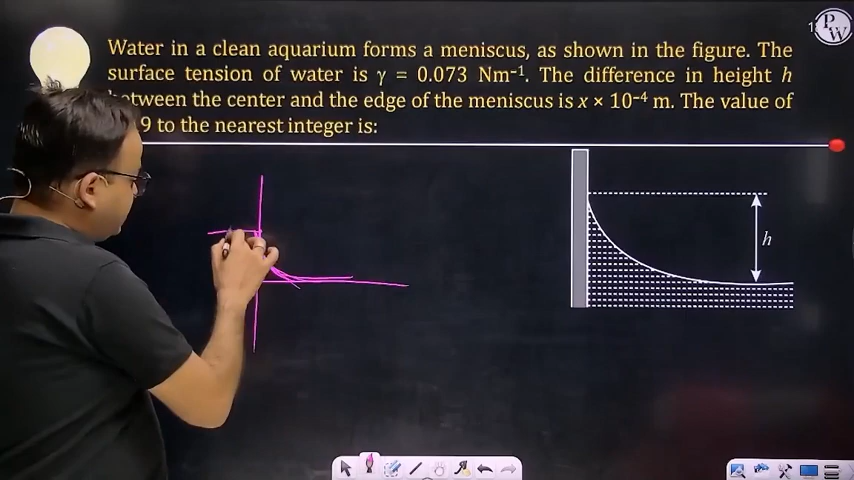 Water in a clean aquarium forms a meniscus, as shown in the figure. The
surface tension of water is γ = 0.073 Nm⁻¹. The difference in height h
between the center and the edge of the meniscus is x × 10⁻⁴ m. The value of
9 to the nearest integer is:
P
W
h